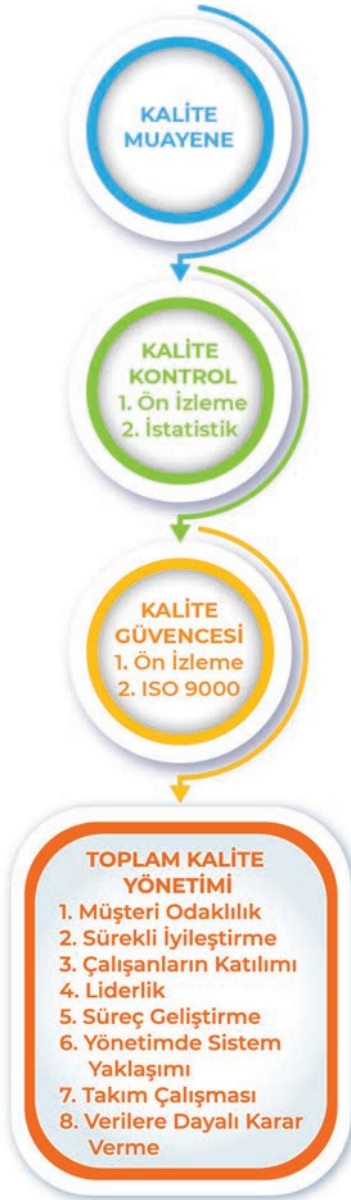 KALİTE
MUAYENE
KALİTE
KONTROL
1. Ön İzleme
2. İstatistik
KALİTE
GÜVENCESİ
1. Ön İzleme
2. ISO 9000
TOPLAM KALİTE
YÖNETİMİ
1. Müşteri Odaklılık
2. Sürekli İyileştirme
3. Çalışanların Katılımı
4. Liderlik
5. Süreç Geliştirme
6. Yönetimde Sistem
Yaklaşımı
7. Takım Çalışması
8. Verilere Dayalı Karar
Verme